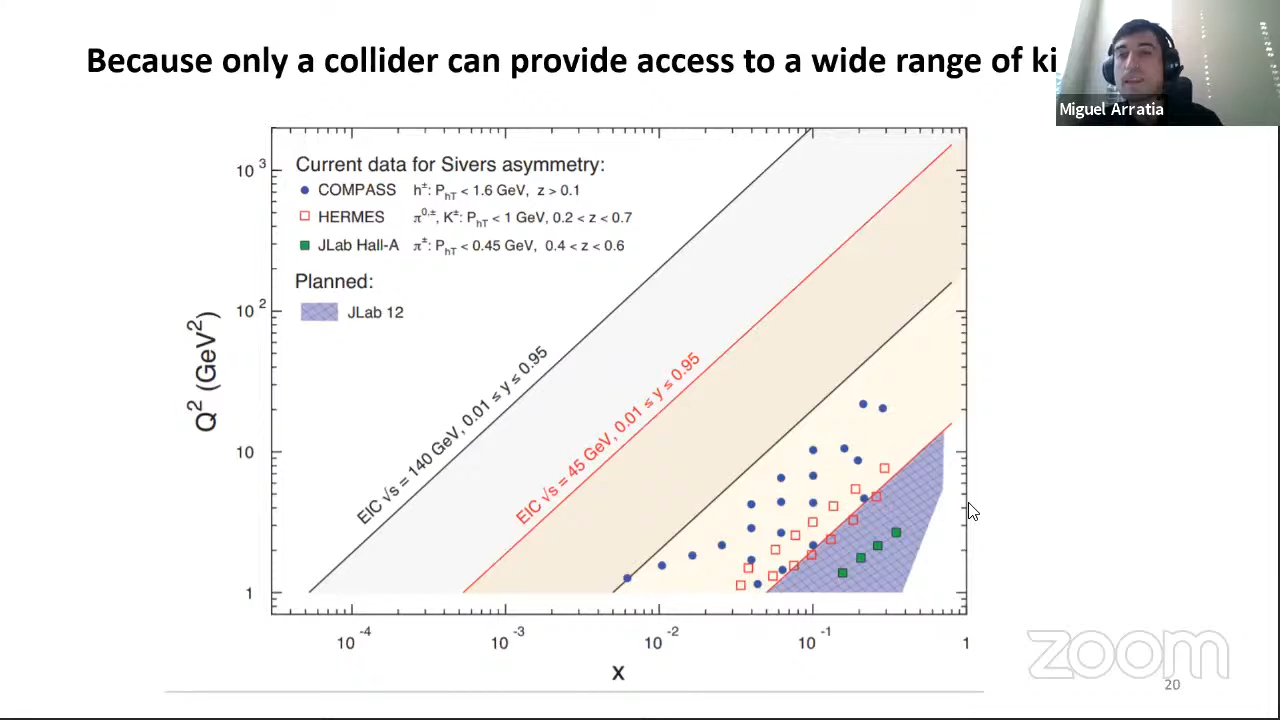 Because only a collider can provide access to a wide range of ki
Miguel Arratia
Current data for Sivers asymmetry:
COMPASS h±: PhT < 1.6 GeV, z > 0.1
HERMES π0,±, K±: PhT < 1 GeV, 0.2 < z < 0.7
JLab Hall-A π±: PhT < 0.45 GeV, 0.4 < z < 0.6
Planned:
JLab 12
EIC √s = 140 GeV, 0.01 ≤ y ≤ 0.95
EIC √s = 45 GeV, 0.01 ≤ y ≤ 0.95
Q² (GeV²)
10³
10²
10
1
10⁻⁴ 10⁻³ 10⁻² 10⁻¹ 1
x
zoom
20